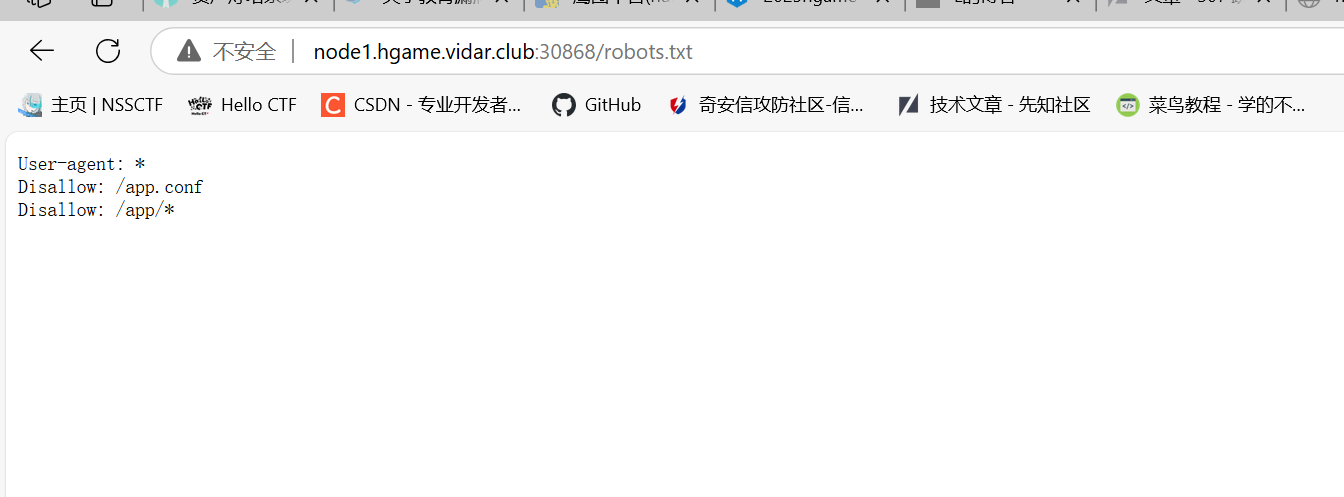 不安全 node1.hgame.vidar.club:30868/robots.txt
主页 | NSSCTF Hello CTF CSDN - 专业开发者... GitHub 奇安信攻防社区-信... 技术文章 - 先知社区 菜鸟教程 - 学的不...
User-agent: *
Disallow: /app.conf
Disallow: /app/*